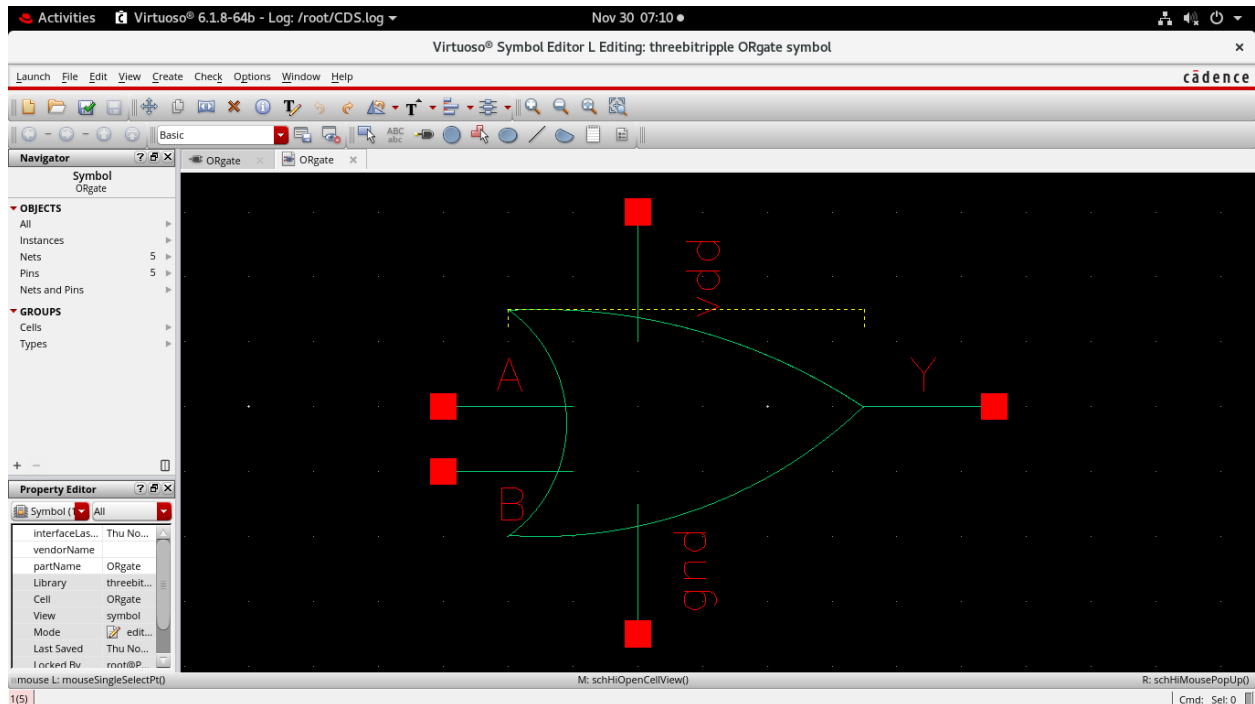 Activities Virtuoso® 6.1.8-64b - Log: /root/CDS.log Nov 30 07:10
Virtuoso® Symbol Editor L Editing: threebitripple ORgate symbol ×
Launch File Edit View Create Check Options Window Help cādence
Basic ABC abc
Navigator ORgate ORgate
Symbol
ORgate
OBJECTS
All
Instances
Nets 5
Pins 5
Nets and Pins
GROUPS
Cells
Types
vdd
A
Y
B
gnd
Property Editor
Symbol (1 All
interfaceLas... Thu No...
vendorName
partName ORgate
Library threebit...
Cell ORgate
View symbol
Mode edit...
Last Saved Thu No...
Locked By root@P...
mouse L: mouseSingleSelectPt() M: schHiOpenCellView() R: schHiMousePopUp()
1(5) Cmd: Sel: 0